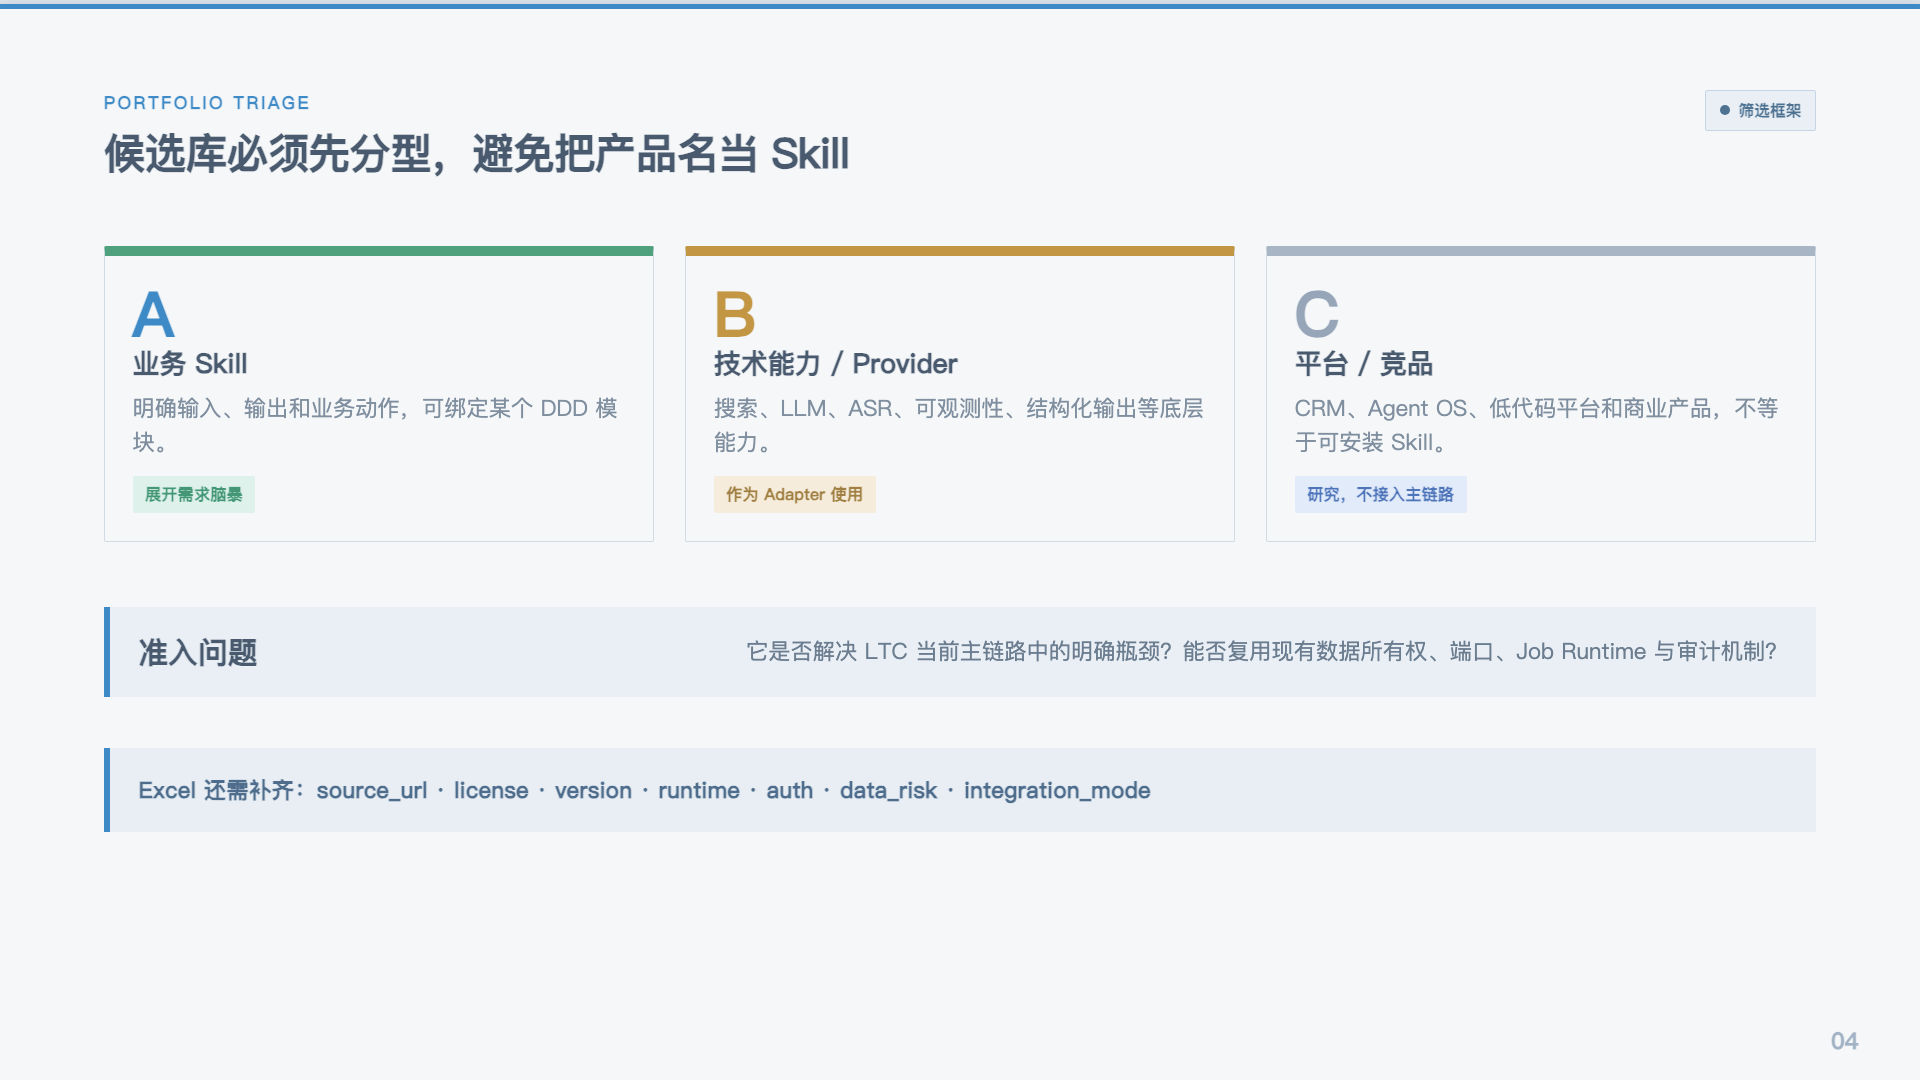 PORTFOLIO TRIAGE
候选库必须先分型，避免把产品名当 Skill
筛选框架
A
业务 Skill
明确输入、输出和业务动作，可绑定某个 DDD 模
块。
展开需求脑暴
B
技术能力 / Provider
搜索、LLM、ASR、可观测性、结构化输出等底层
能力。
作为 Adapter 使用
C
平台 / 竞品
CRM、Agent OS、低代码平台和商业产品，不等
于可安装 Skill。
研究，不接入主链路
准入问题
它是否解决 LTC 当前主链路中的明确瓶颈？能否复用现有数据所有权、端口、Job Runtime 与审计机制？
Excel 还需补齐：source_url · license · version · runtime · auth · data_risk · integration_mode
04